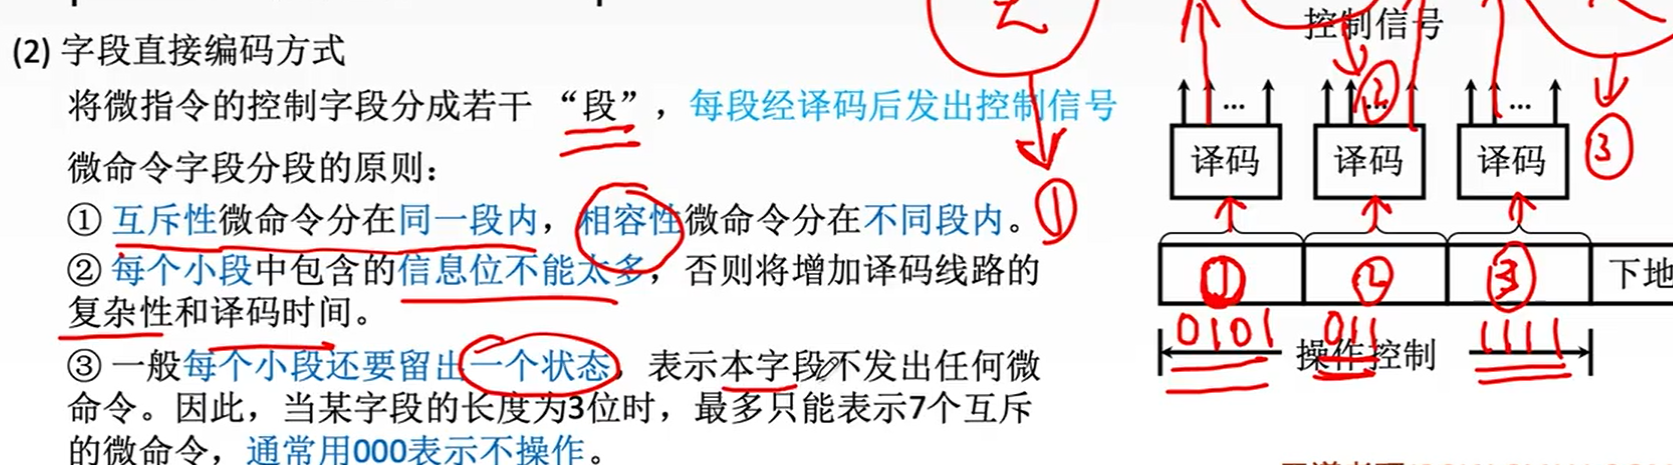 (2) 字段直接编码方式
将微指令的控制字段分成若干 “段”，每段经译码后发出控制信号
微命令字段分段的原则：
① 互斥性微命令分在同一段内，相容性微命令分在不同段内。
② 每个小段中包含的信息位不能太多，否则将增加译码线路的
复杂性和译码时间。
③ 一般每个小段还要留出一个状态，表示本字段不发出任何微
命令。因此，当某字段的长度为3位时，最多只能表示7个互斥
的微命令，通常用000表示不操作。
①
控制信号
②
... ... ...
译码 译码 译码
③
① ② ③ 下地
0101 011 1111
操作控制